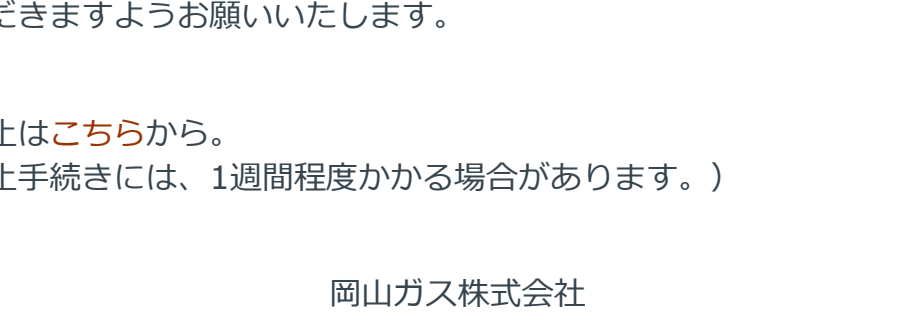 だきますようお願いいたします。
止はこちらから。
止手続きには、1週間程度かかる場合があります。）
岡山ガス株式会社